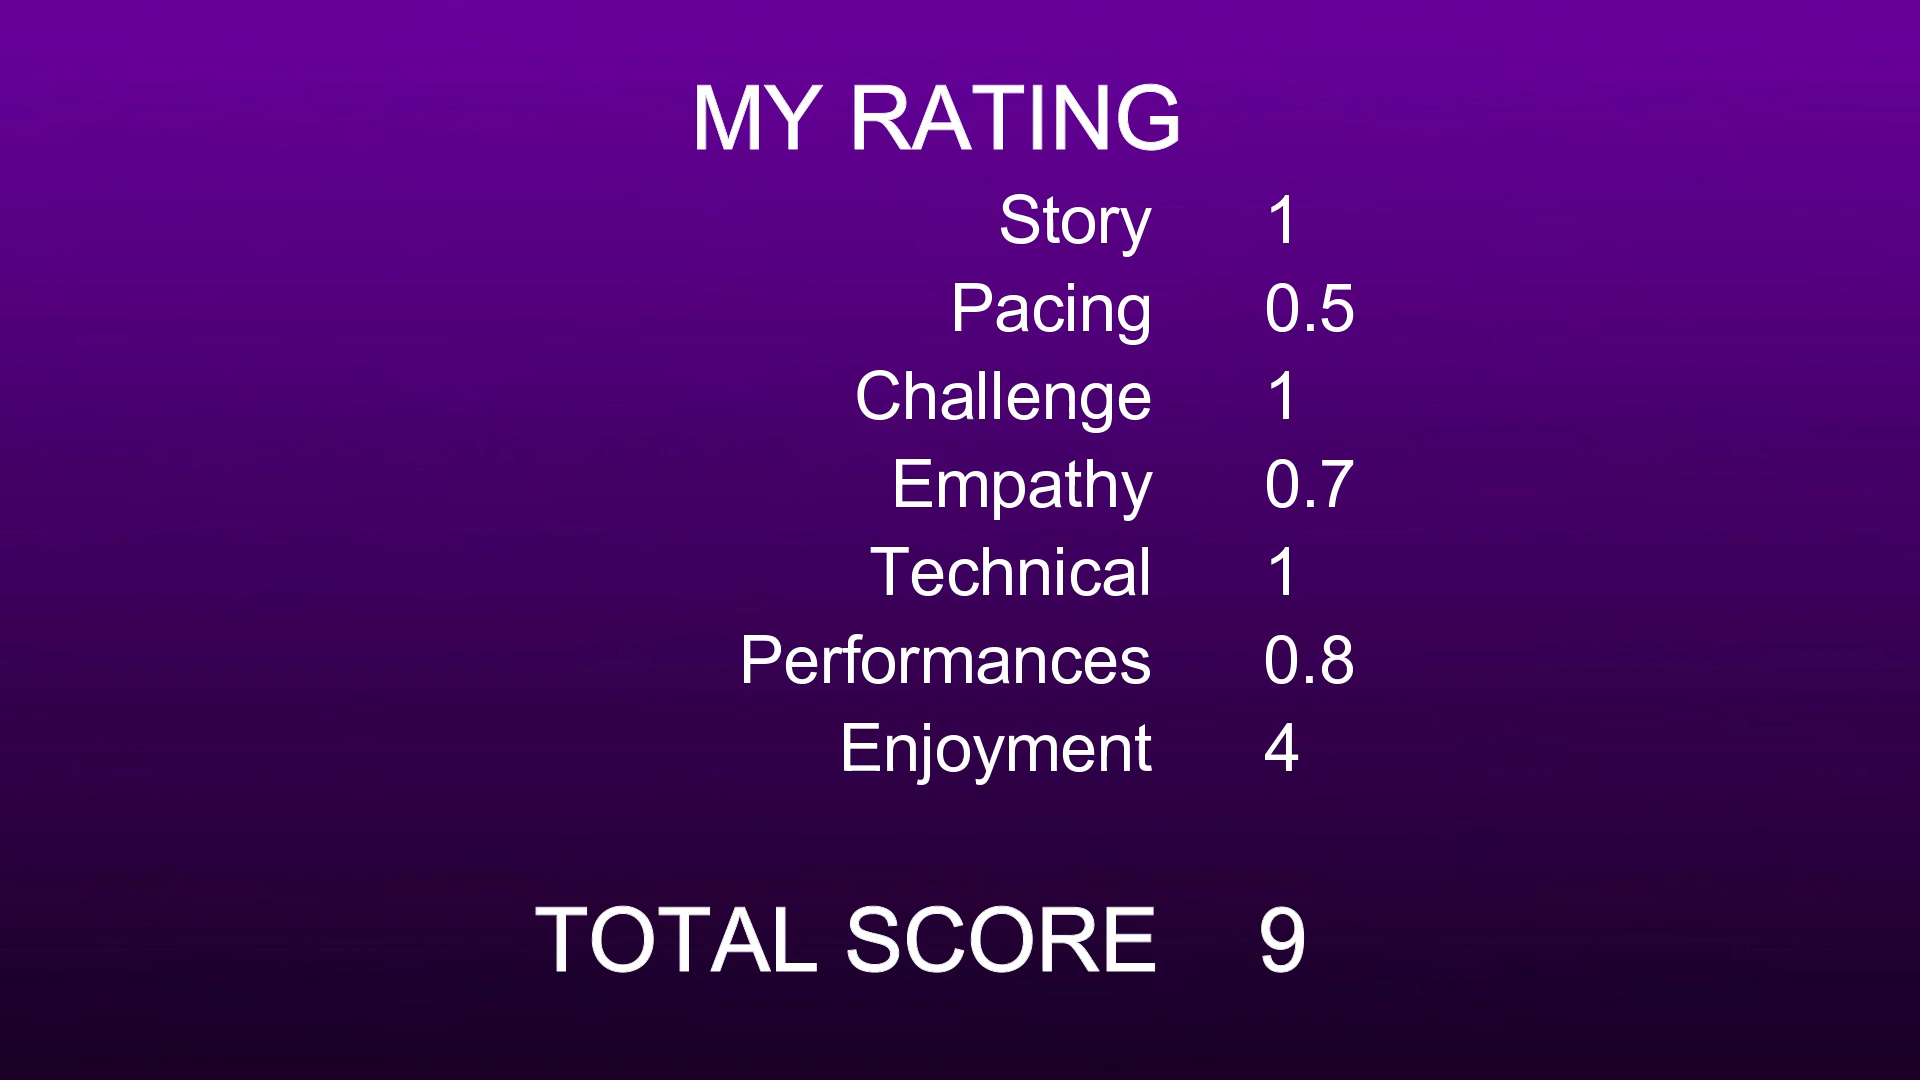 MY RATING
Story 1
Pacing 0.5
Challenge 1
Empathy 0.7
Technical 1
Performances 0.8
Enjoyment 4
TOTAL SCORE 9